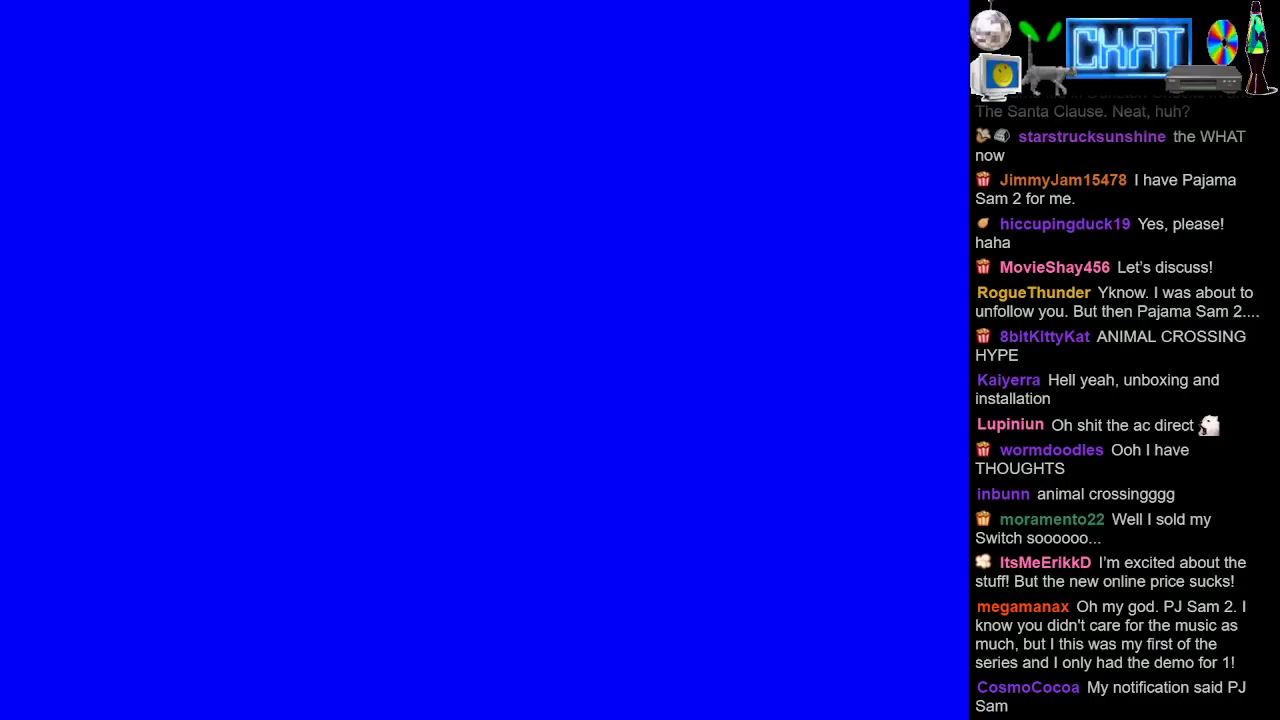 CHAT
The Santa Clause. Neat, huh?
starstrucksunshine the WHAT
now
JimmyJam15478 I have Pajama
Sam 2 for me.
hiccupingduck19 Yes, please!
haha
MovieShay456 Let's discuss!
RogueThunder Yknow. I was about to
unfollow you. But then Pajama Sam 2....
8bitKittyKat ANIMAL CROSSING
HYPE
Kaiyerra Hell yeah, unboxing and
installation
Lupiniun Oh shit the ac direct
wormdoodles Ooh I have
THOUGHTS
inbunn animal crossingggg
moramento22 Well I sold my
Switch soooooo...
ItsMeErikkD I'm excited about the
stuff! But the new online price sucks!
megamanax Oh my god. PJ Sam 2. I
know you didn't care for the music as
much, but I this was my first of the
series and I only had the demo for 1!
CosmoCocoa My notification said PJ
Sam